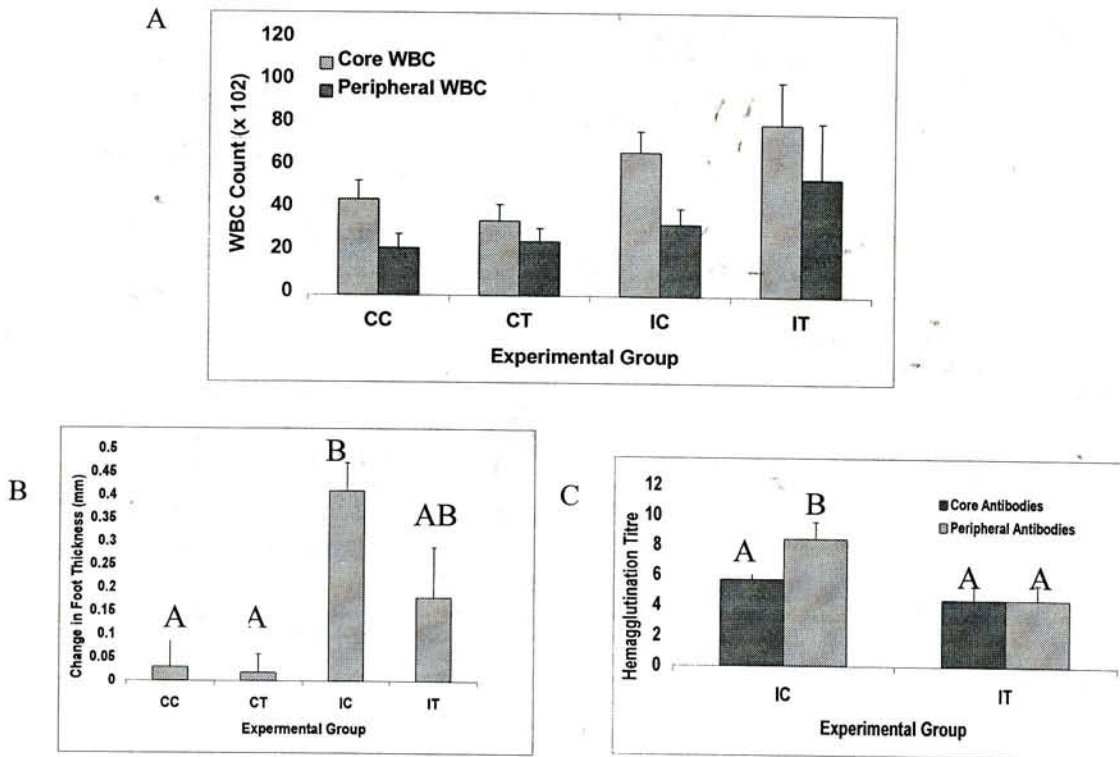 A
120
100
80
60
40
20
0
WBC Count (x 102)
Core WBC
Peripheral WBC
CC CT IC IT
Experimental Group
B
0.5
0.45
0.4
0.35
0.3
0.25
0.2
0.15
0.1
0.05
0
Change in Foot Thickness (mm)
A A B AB
CC CT IC IT
Expermental Group
C
12
10
8
6
4
2
0
Hemagglutination Titre
Core Antibodies
Peripheral Antibodies
A B A A
IC IT
Experimental Group